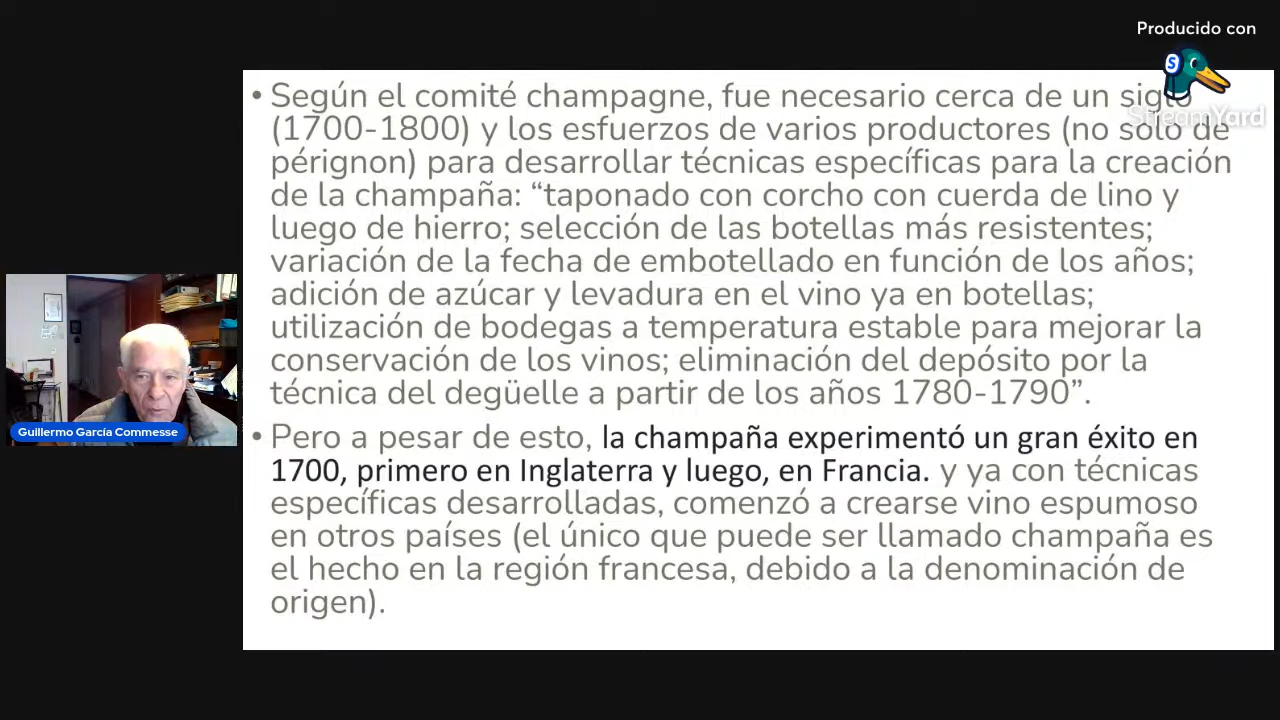 Producido con
StreamYard
• Según el comité champagne, fue necesario cerca de un siglo
(1700-1800) y los esfuerzos de varios productores (no sólo de
pérignon) para desarrollar técnicas específicas para la creación
de la champaña: “taponado con corcho con cuerda de lino y
luego de hierro; selección de las botellas más resistentes;
variación de la fecha de embotellado en función de los años;
adición de azúcar y levadura en el vino ya en botellas;
utilización de bodegas a temperatura estable para mejorar la
conservación de los vinos; eliminación del depósito por la
técnica del degüelle a partir de los años 1780-1790”.
• Pero a pesar de esto, la champaña experimentó un gran éxito en
1700, primero en Inglaterra y luego, en Francia. y ya con técnicas
específicas desarrolladas, comenzó a crearse vino espumoso
en otros países (el único que puede ser llamado champaña es
el hecho en la región francesa, debido a la denominación de
origen).
Guillermo García Commesse